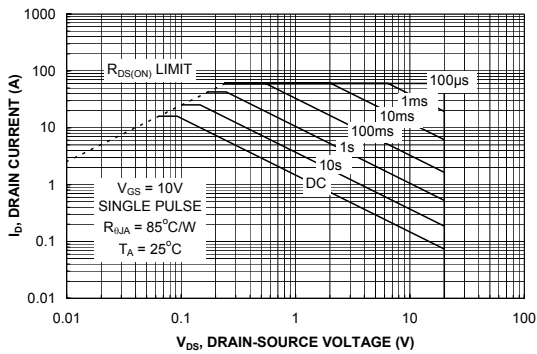 1000
100
10
1
0.1
0.01
I_D, DRAIN CURRENT (A)
R_DS(ON) LIMIT
100µs
1ms
10ms
100ms
1s
10s
DC
V_GS = 10V
SINGLE PULSE
R_θJA = 85°C/W
T_A = 25°C
0.01 0.1 1 10 100
V_DS, DRAIN-SOURCE VOLTAGE (V)